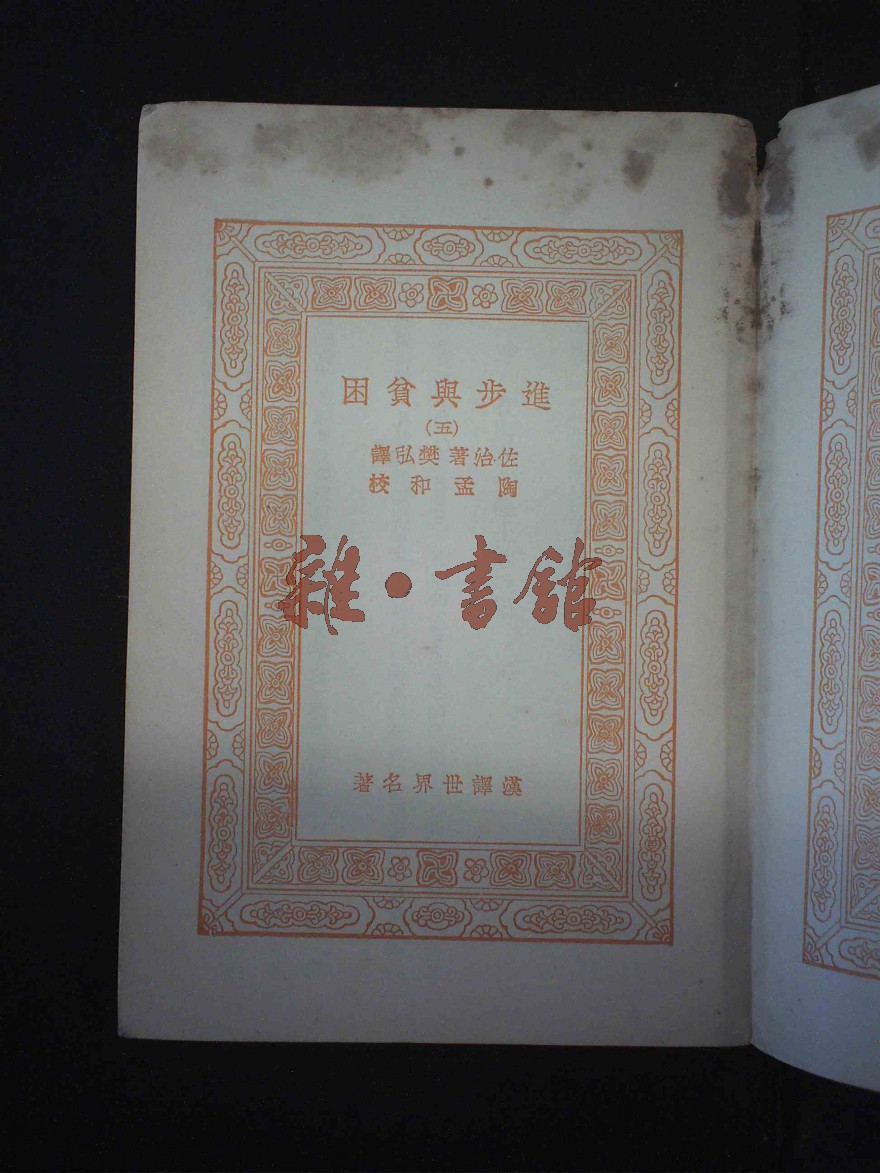 進步與貧困
(五)
佐治著樊弘譯
陶孟和校
雜·書館
漢譯世界名著